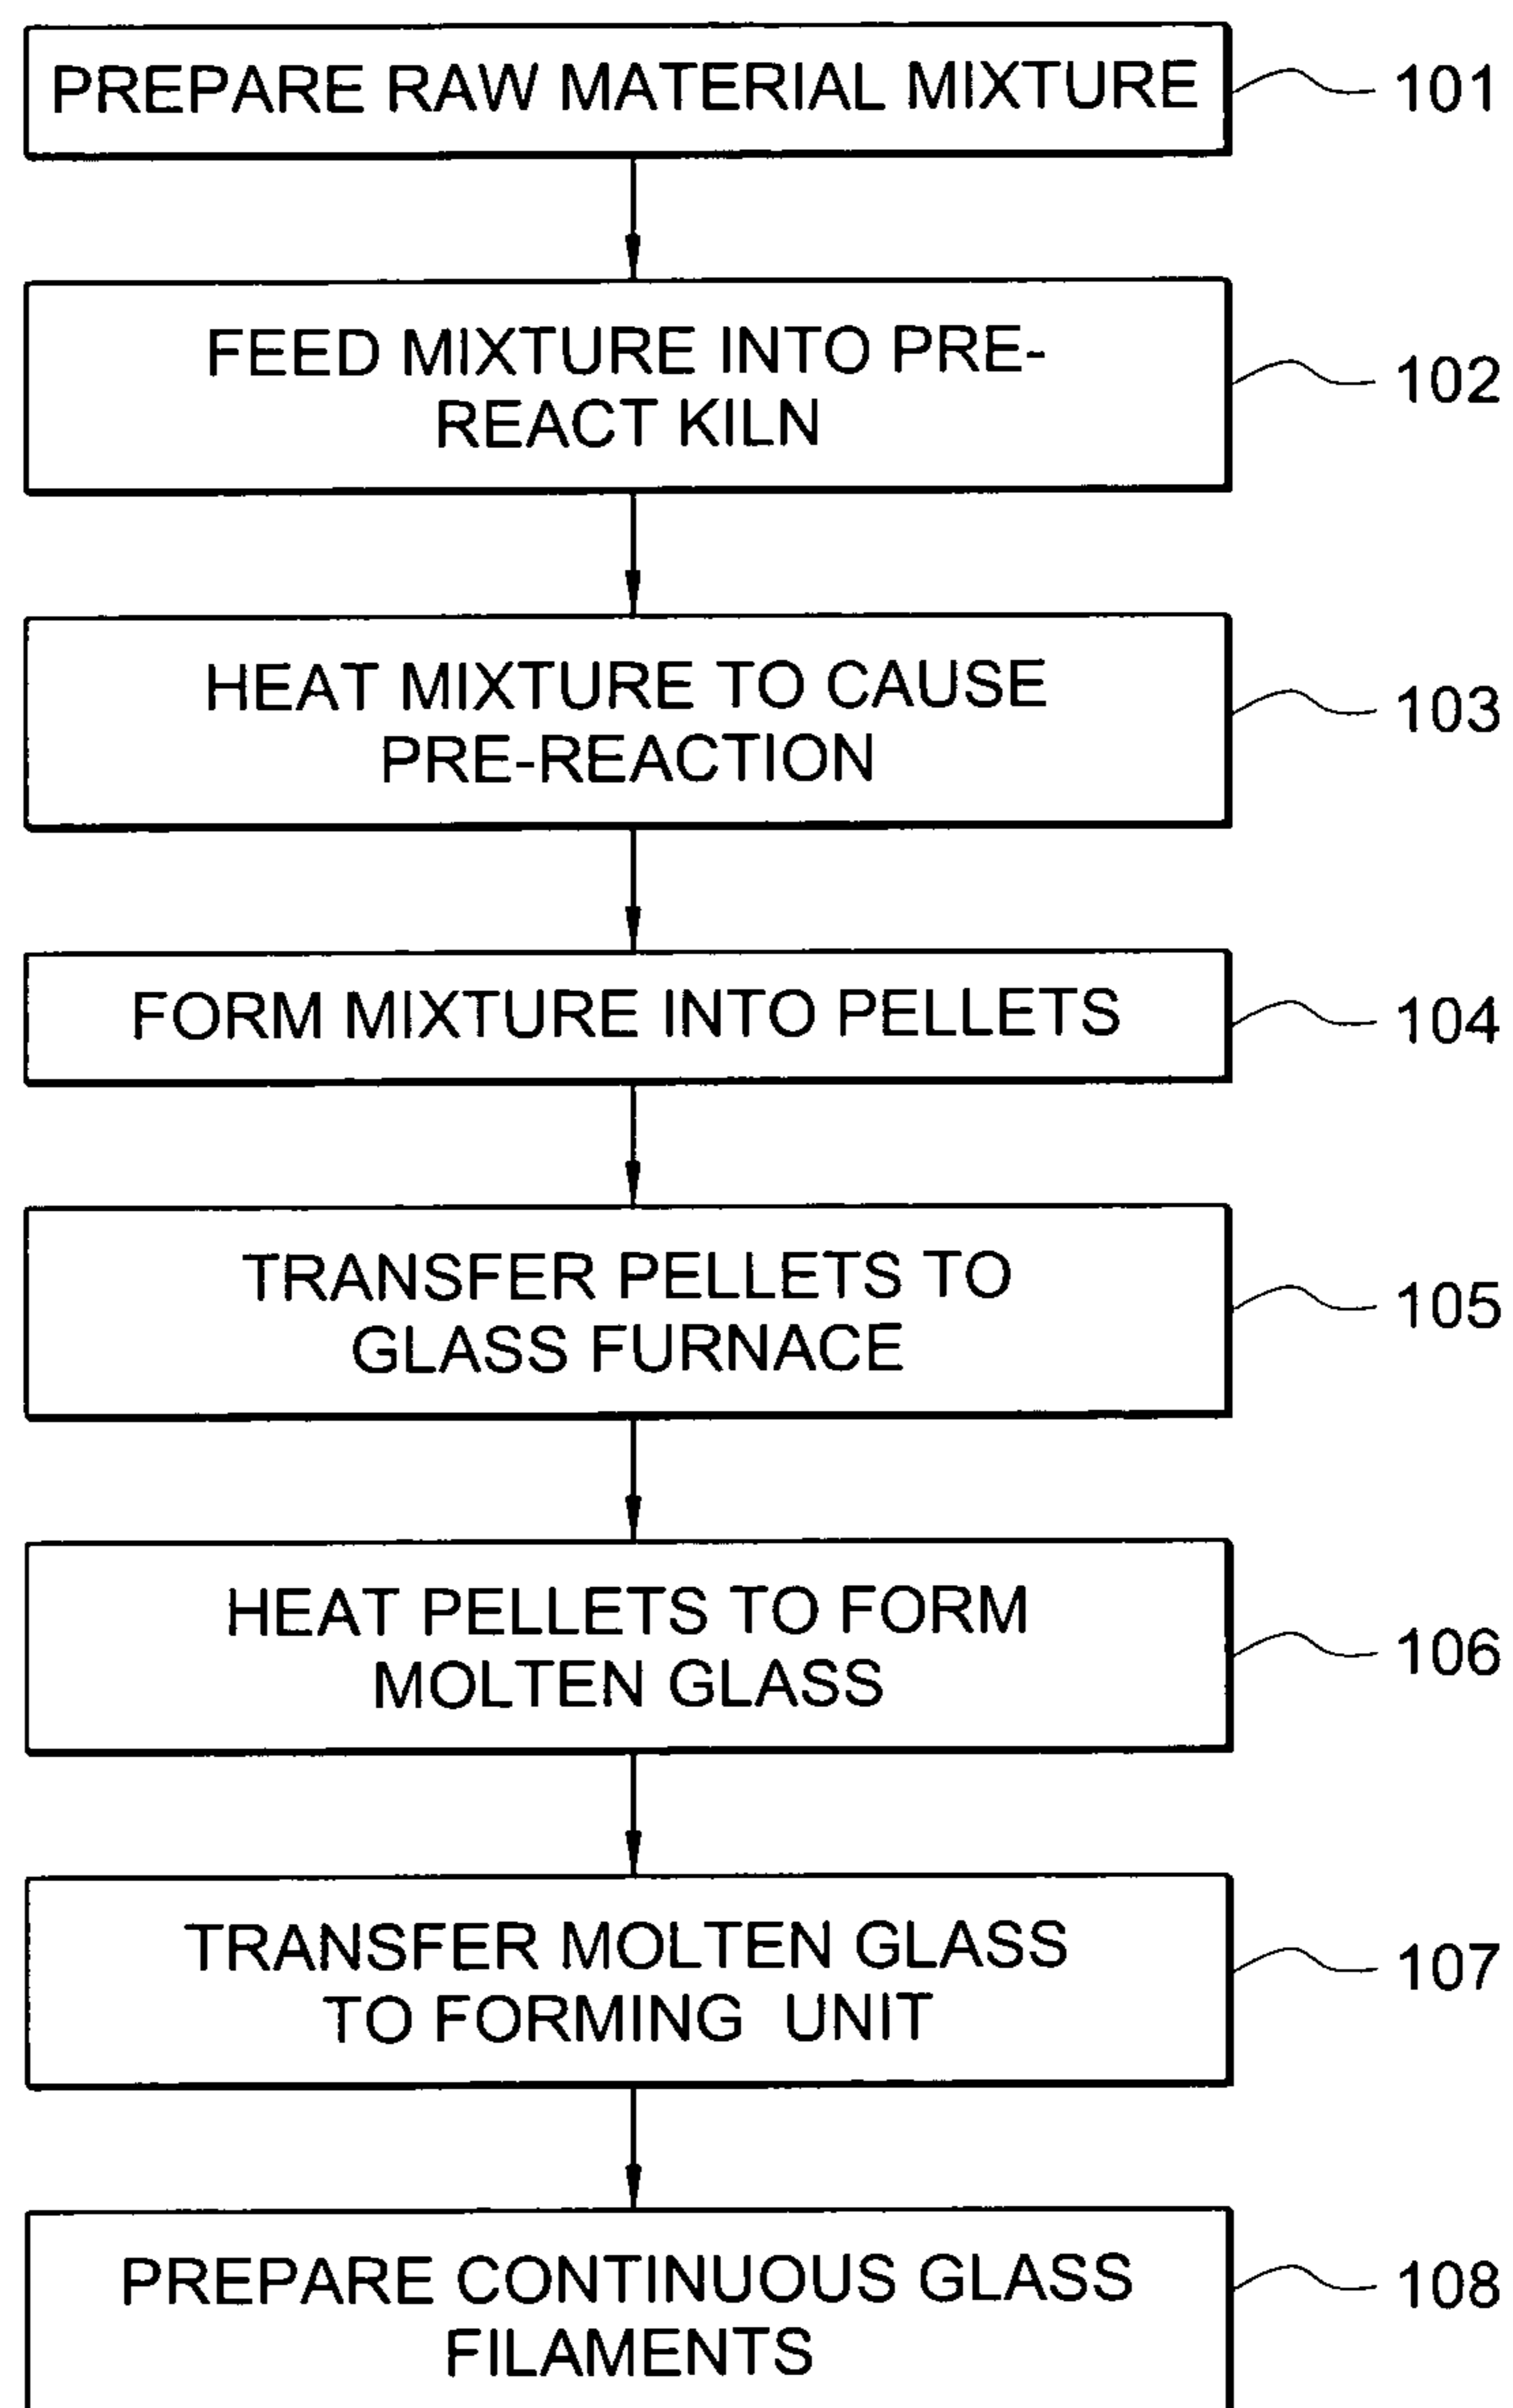 PREPARE RAW MATERIAL MIXTURE 101
FEED MIXTURE INTO PRE-
REACT KILN
102
HEAT MIXTURE TO CAUSE
PRE-REACTION
103
FORM MIXTURE INTO PELLETS 104
TRANSFER PELLETS TO
GLASS FURNACE
105
HEAT PELLETS TO FORM
MOLTEN GLASS
106
TRANSFER MOLTEN GLASS
TO FORMING UNIT
107
PREPARE CONTINUOUS GLASS
FILAMENTS
108